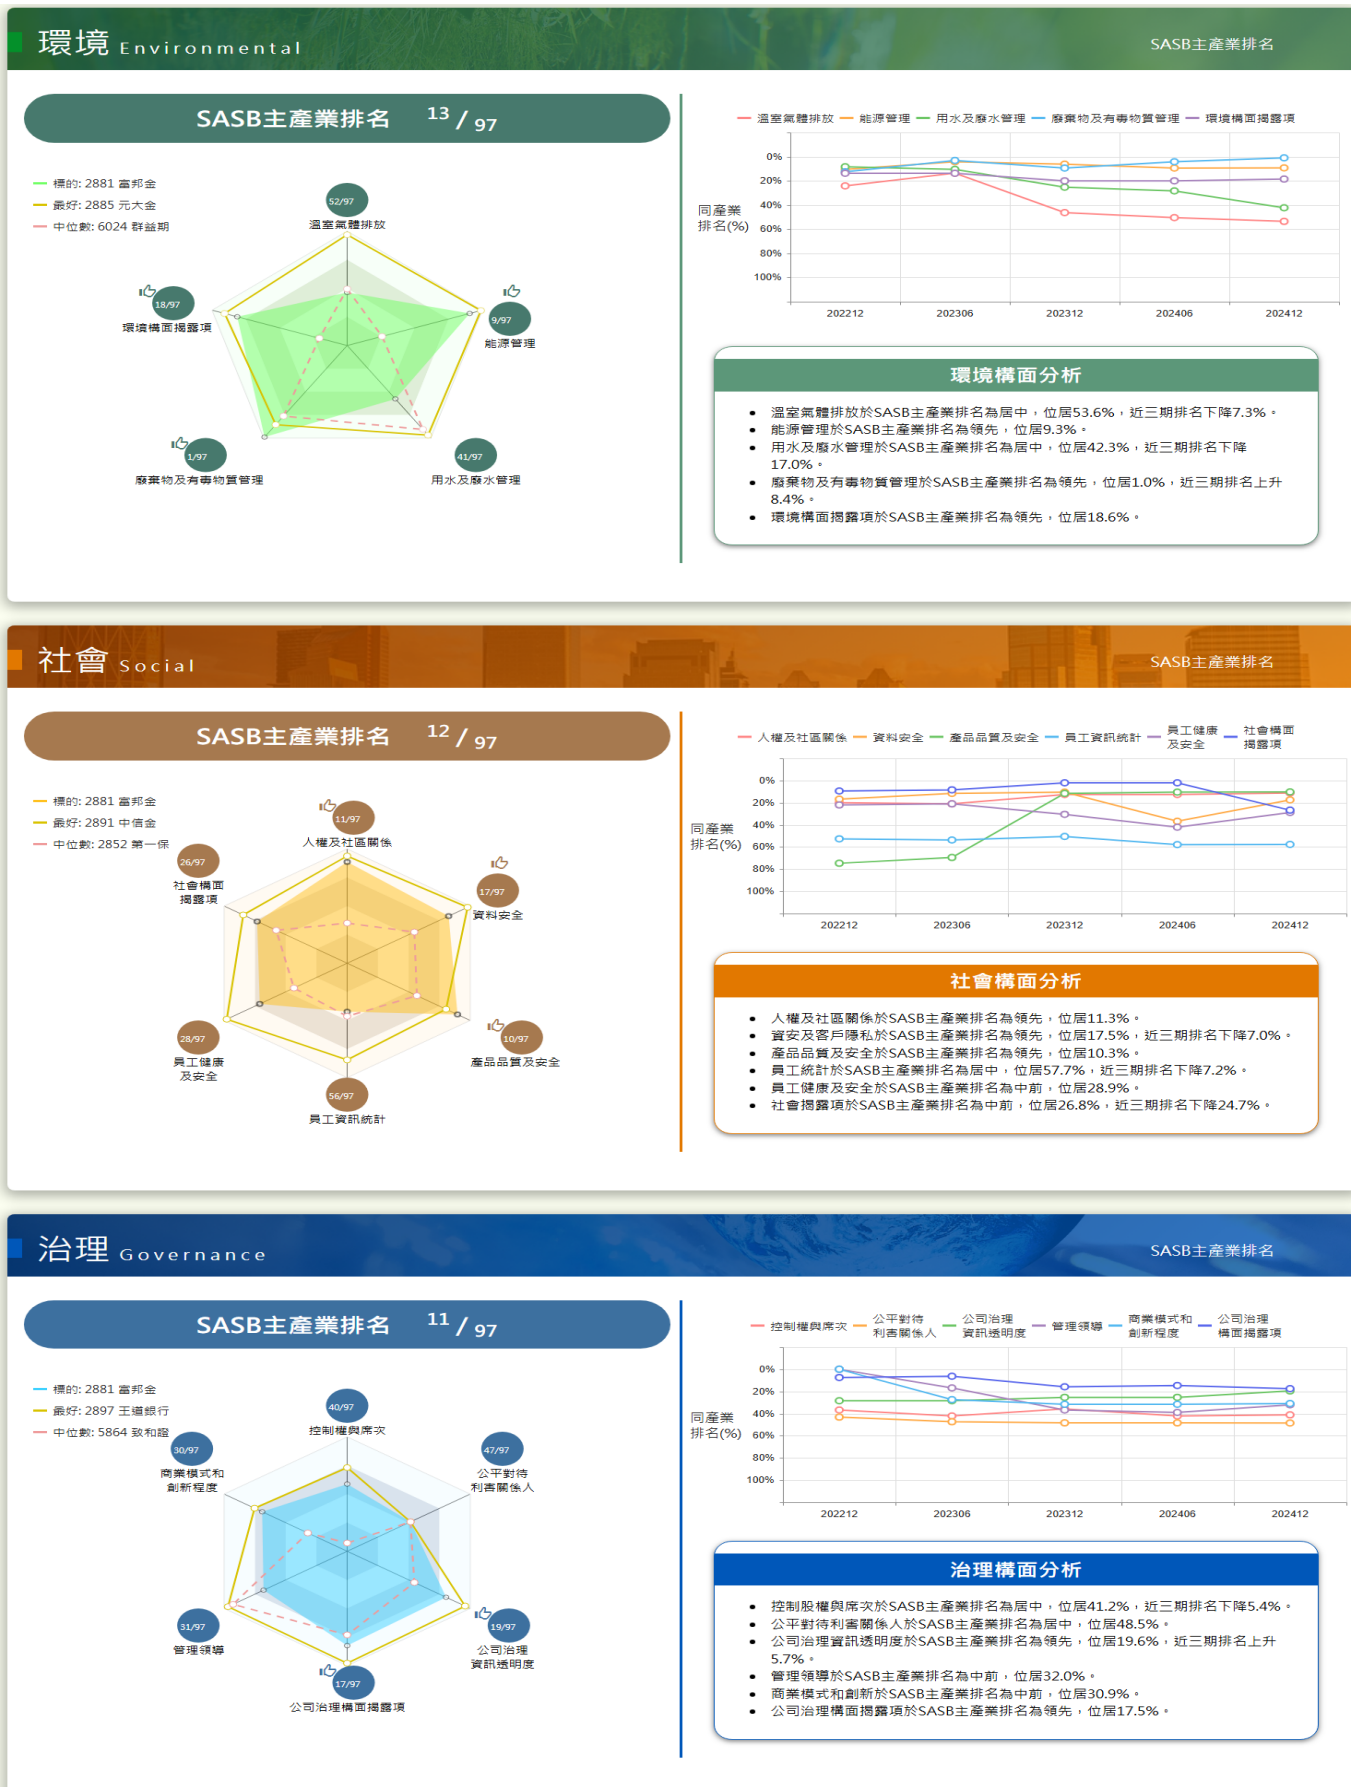 環境 Environmental
SASB主產業排名
SASB主產業排名 13 / 97
標的: 2881 富邦金
最好: 2885 元大金
中位數: 6024 群益期
52/97
溫室氣體排放
9/97
能源管理
41/97
用水及廢水管理
1/97
廢棄物及有毒物質管理
18/97
環境構面揭露項
溫室氣體排放 能源管理 用水及廢水管理 廢棄物及有毒物質管理 環境構面揭露項
同產業
排名(%)
0%
20%
40%
60%
80%
100%
202212 202306 202312 202406 202412
環境構面分析
• 溫室氣體排放於SASB主產業排名為居中，位居53.6%，近三期排名下降7.3%。
• 能源管理於SASB主產業排名為領先，位居9.3%。
• 用水及廢水管理於SASB主產業排名為居中，位居42.3%，近三期排名下降
17.0%。
• 廢棄物及有毒物質管理於SASB主產業排名為領先，位居1.0%，近三期排名上升
8.4%。
• 環境構面揭露項於SASB主產業排名為領先，位居18.6%。
社會 Social
SASB主產業排名
SASB主產業排名 12 / 97
標的: 2881 富邦金
最好: 2891 中信金
中位數: 2852 第一保
11/97
人權及社區關係
17/97
資料安全
10/97
產品品質及安全
56/97
員工資訊統計
28/97
員工健康
及安全
26/97
社會構面
揭露項
人權及社區關係 資料安全 產品品質及安全 員工資訊統計 員工健康
及安全 社會構面
揭露項
同產業
排名(%)
0%
20%
40%
60%
80%
100%
202212 202306 202312 202406 202412
社會構面分析
• 人權及社區關係於SASB主產業排名為領先，位居11.3%。
• 資安及客戶隱私於SASB主產業排名為領先，位居17.5%，近三期排名下降7.0%。
• 產品品質及安全於SASB主產業排名為領先，位居10.3%。
• 員工統計於SASB主產業排名為居中，位居57.7%，近三期排名下降7.2%。
• 員工健康及安全於SASB主產業排名為中前，位居28.9%。
• 社會揭露項於SASB主產業排名為中前，位居26.8%，近三期排名下降24.7%。
治理 Governance
SASB主產業排名
SASB主產業排名 11 / 97
標的: 2881 富邦金
最好: 2897 王道銀行
中位數: 5864 致和證
40/97
控制權與席次
47/97
公平對待
利害關係人
19/97
公司治理
資訊透明度
17/97
公司治理構面揭露項
31/97
管理領導
30/97
商業模式和
創新程度
控制權與席次 公平對待
利害關係人 公司治理
資訊透明度 管理領導 商業模式和
創新程度 公司治理
構面揭露項
同產業
排名(%)
0%
20%
40%
60%
80%
100%
202212 202306 202312 202406 202412
治理構面分析
• 控制股權與席次於SASB主產業排名為居中，位居41.2%，近三期排名下降5.4%。
• 公平對待利害關係人於SASB主產業排名為居中，位居48.5%。
• 公司治理資訊透明度於SASB主產業排名為領先，位居19.6%，近三期排名上升
5.7%。
• 管理領導於SASB主產業排名為中前，位居32.0%。
• 商業模式和創新於SASB主產業排名為中前，位居30.9%。
• 公司治理構面揭露項於SASB主產業排名為領先，位居17.5%。